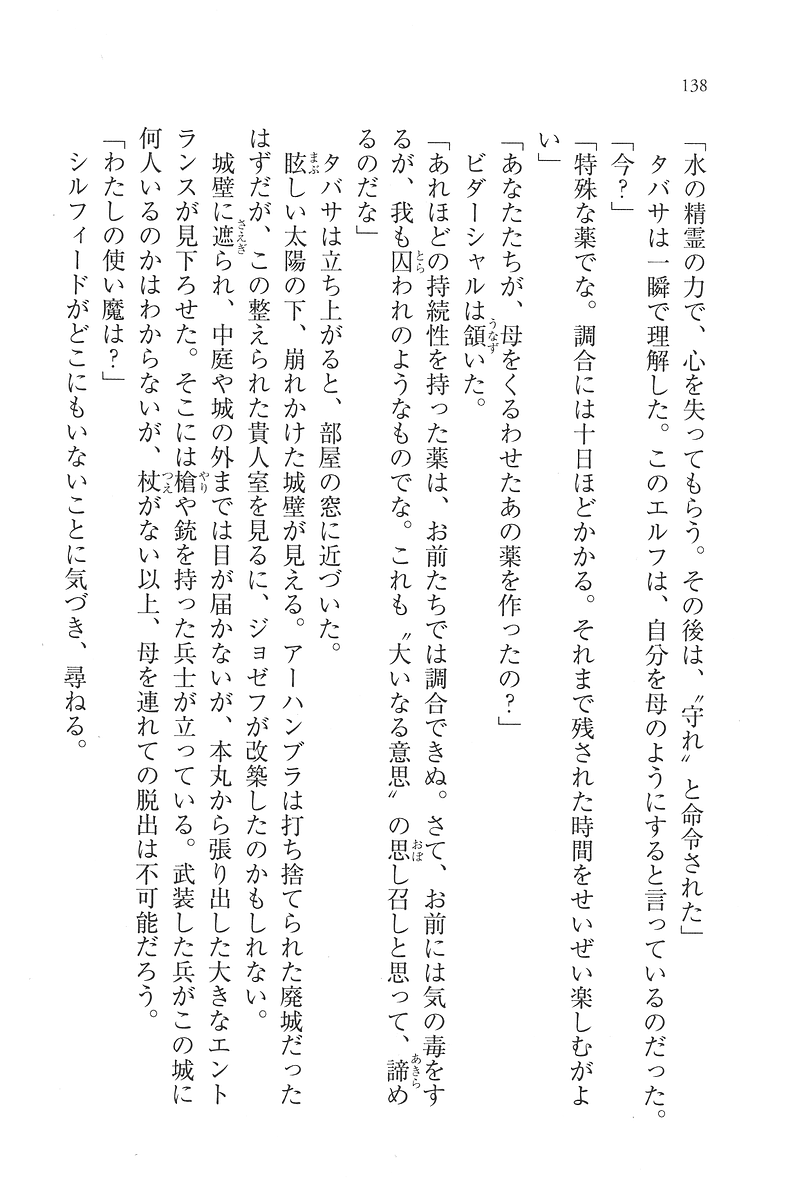 138
「水の精霊の力で、心を失ってもらう。その後は、〝守れ〟と命令された」
タバサは一瞬で理解した。このエルフは、自分を母のようにすると言っているのだった。
「今？」
「特殊な薬でな。調合には十日ほどかかる。それまで残された時間をせいぜい楽しむがよ
い」
「あなたたちが、母をくるわせたあの薬を作ったの？」
ビダーシャルは頷いた。
「あれほどの持続性を持った薬は、お前たちでは調合できぬ。さて、お前には気の毒をす
るが、我も囚われのようなものでな。これも〝大いなる意思〟の思し召しと思って、諦め
るのだな」
タバサは立ち上がると、部屋の窓に近づいた。
眩しい太陽の下、崩れかけた城壁が見える。アーハンブラは打ち捨てられた廃城だった
はずだが、この整えられた貴人室を見るに、ジョゼフが改築したのかもしれない。
城壁に遮られ、中庭や城の外までは目が届かないが、本丸から張り出した大きなエント
ランスが見下ろせた。そこには槍や銃を持った兵士が立っている。武装した兵がこの城に
何人いるのかはわからないが、杖がない以上、母を連れての脱出は不可能だろう。
「わたしの使い魔は？」
シルフィードがどこにもいないことに気づき、尋ねる。